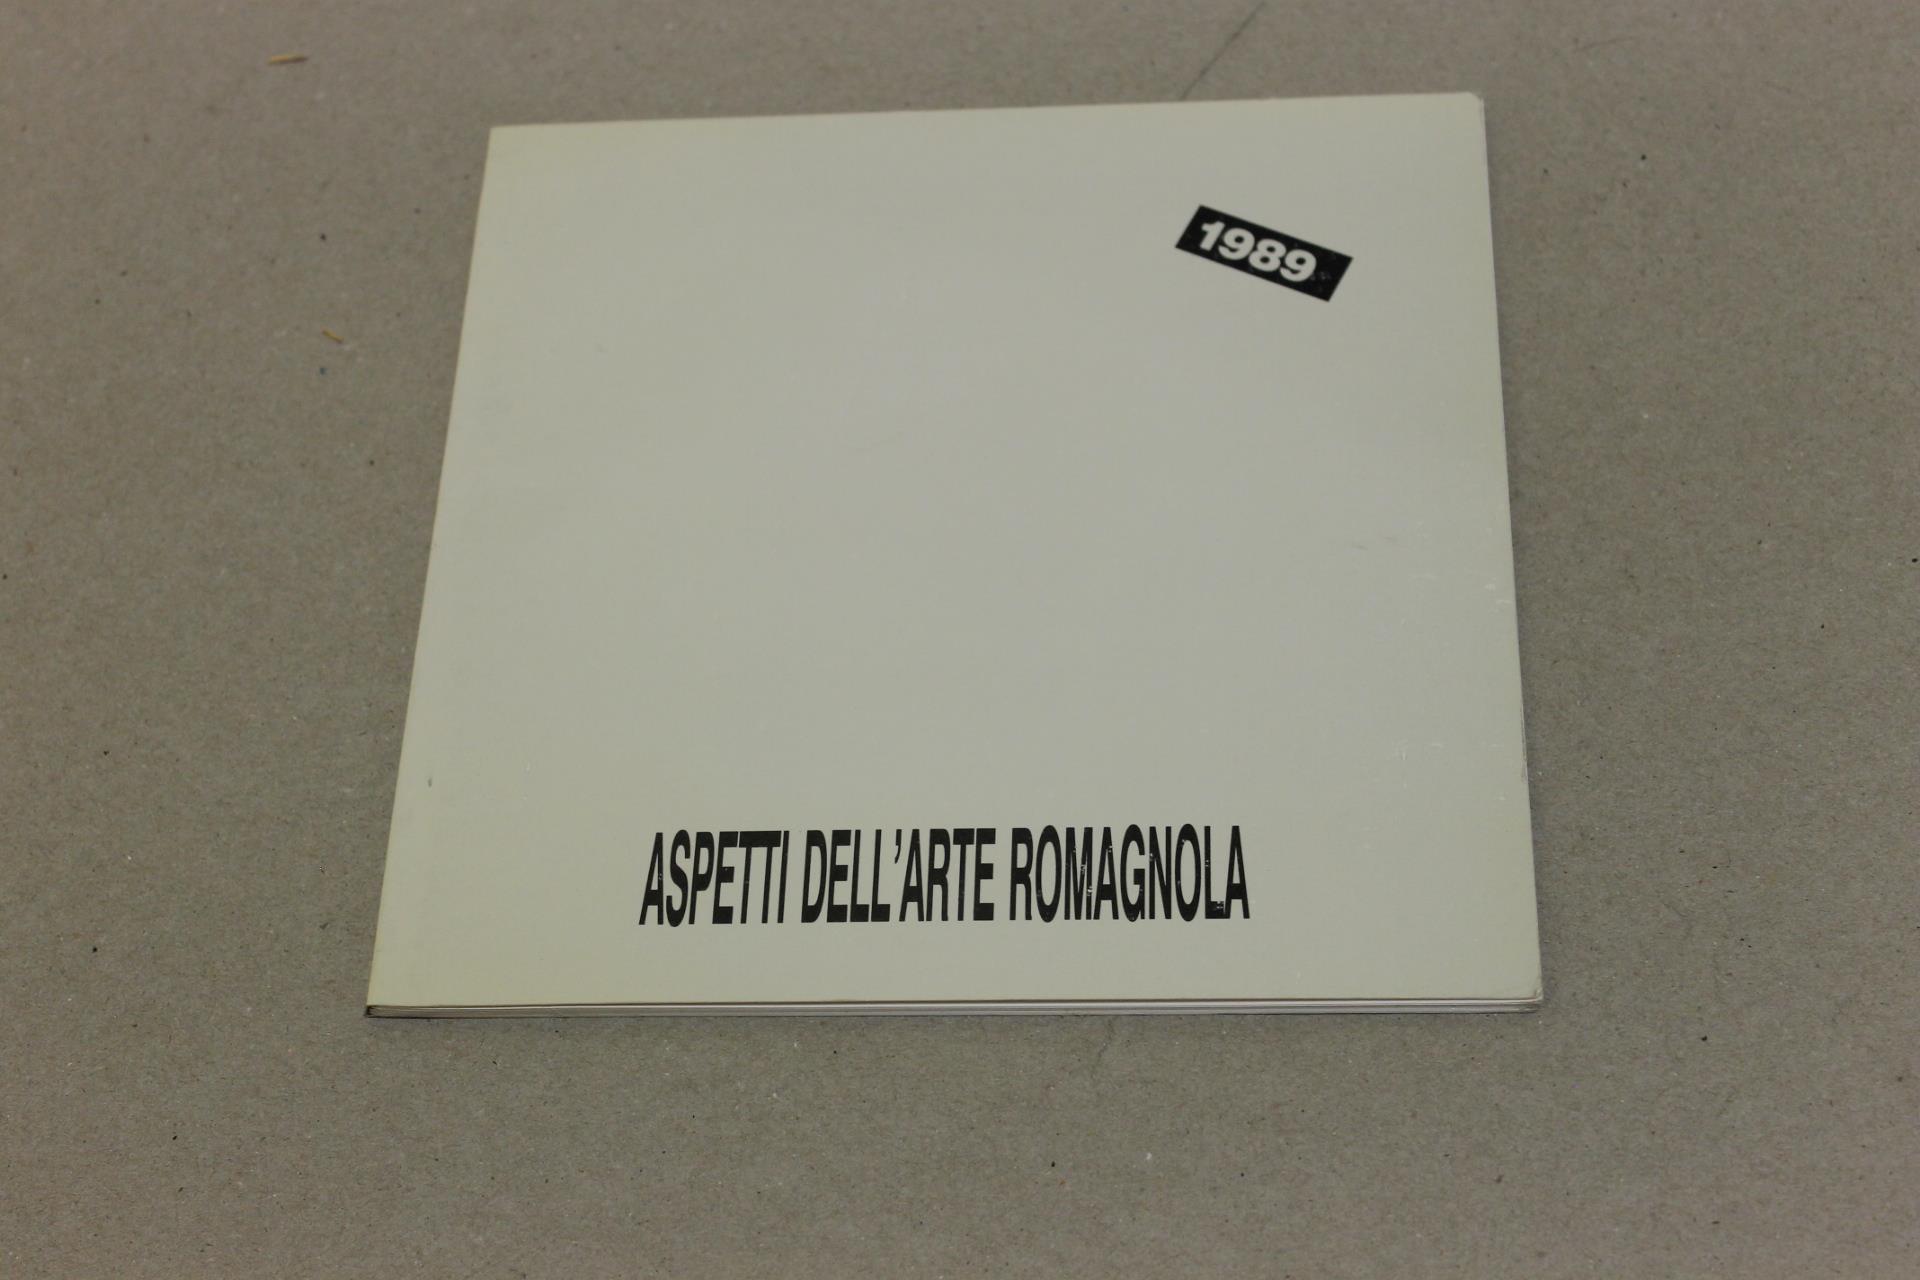 1989
ASPETTI DELL'ARTE ROMAGNOLA